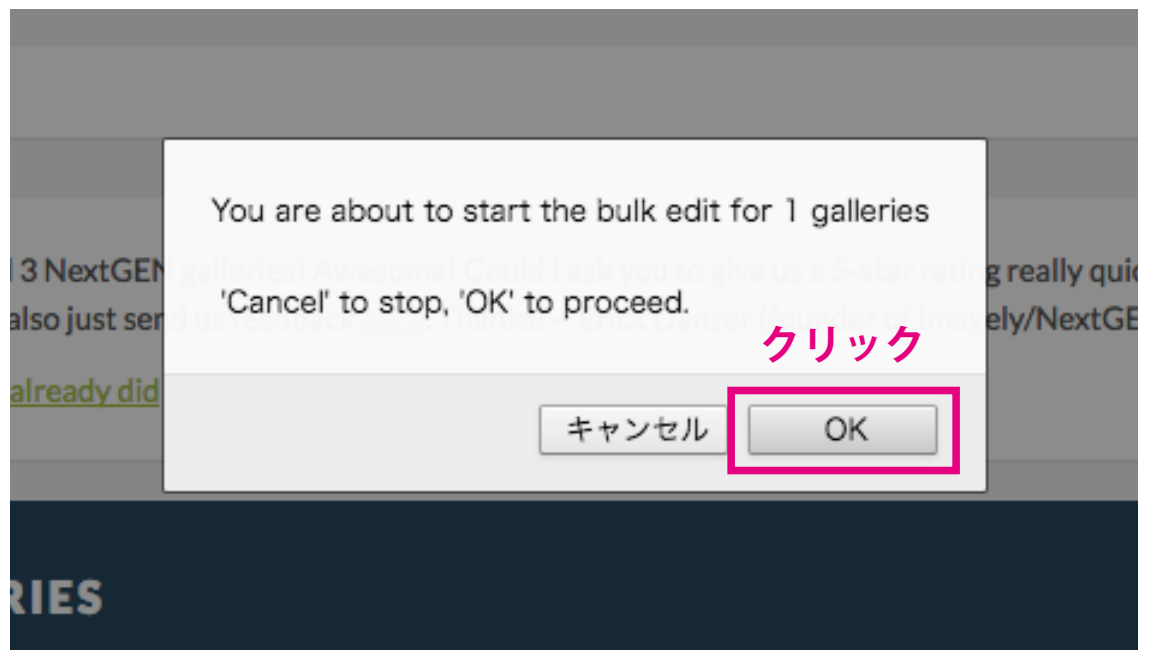 You are about to start the bulk edit for 1 galleries
3 NextGEN galleries! Awesome! Could I ask you to give us a 5-star rating really quic
'Cancel' to stop, 'OK' to proceed.
also just send us feedback Thanks! - Erick Danzer (founder of Imagely/NextGE
クリック
already did
キャンセル
OK
RIES